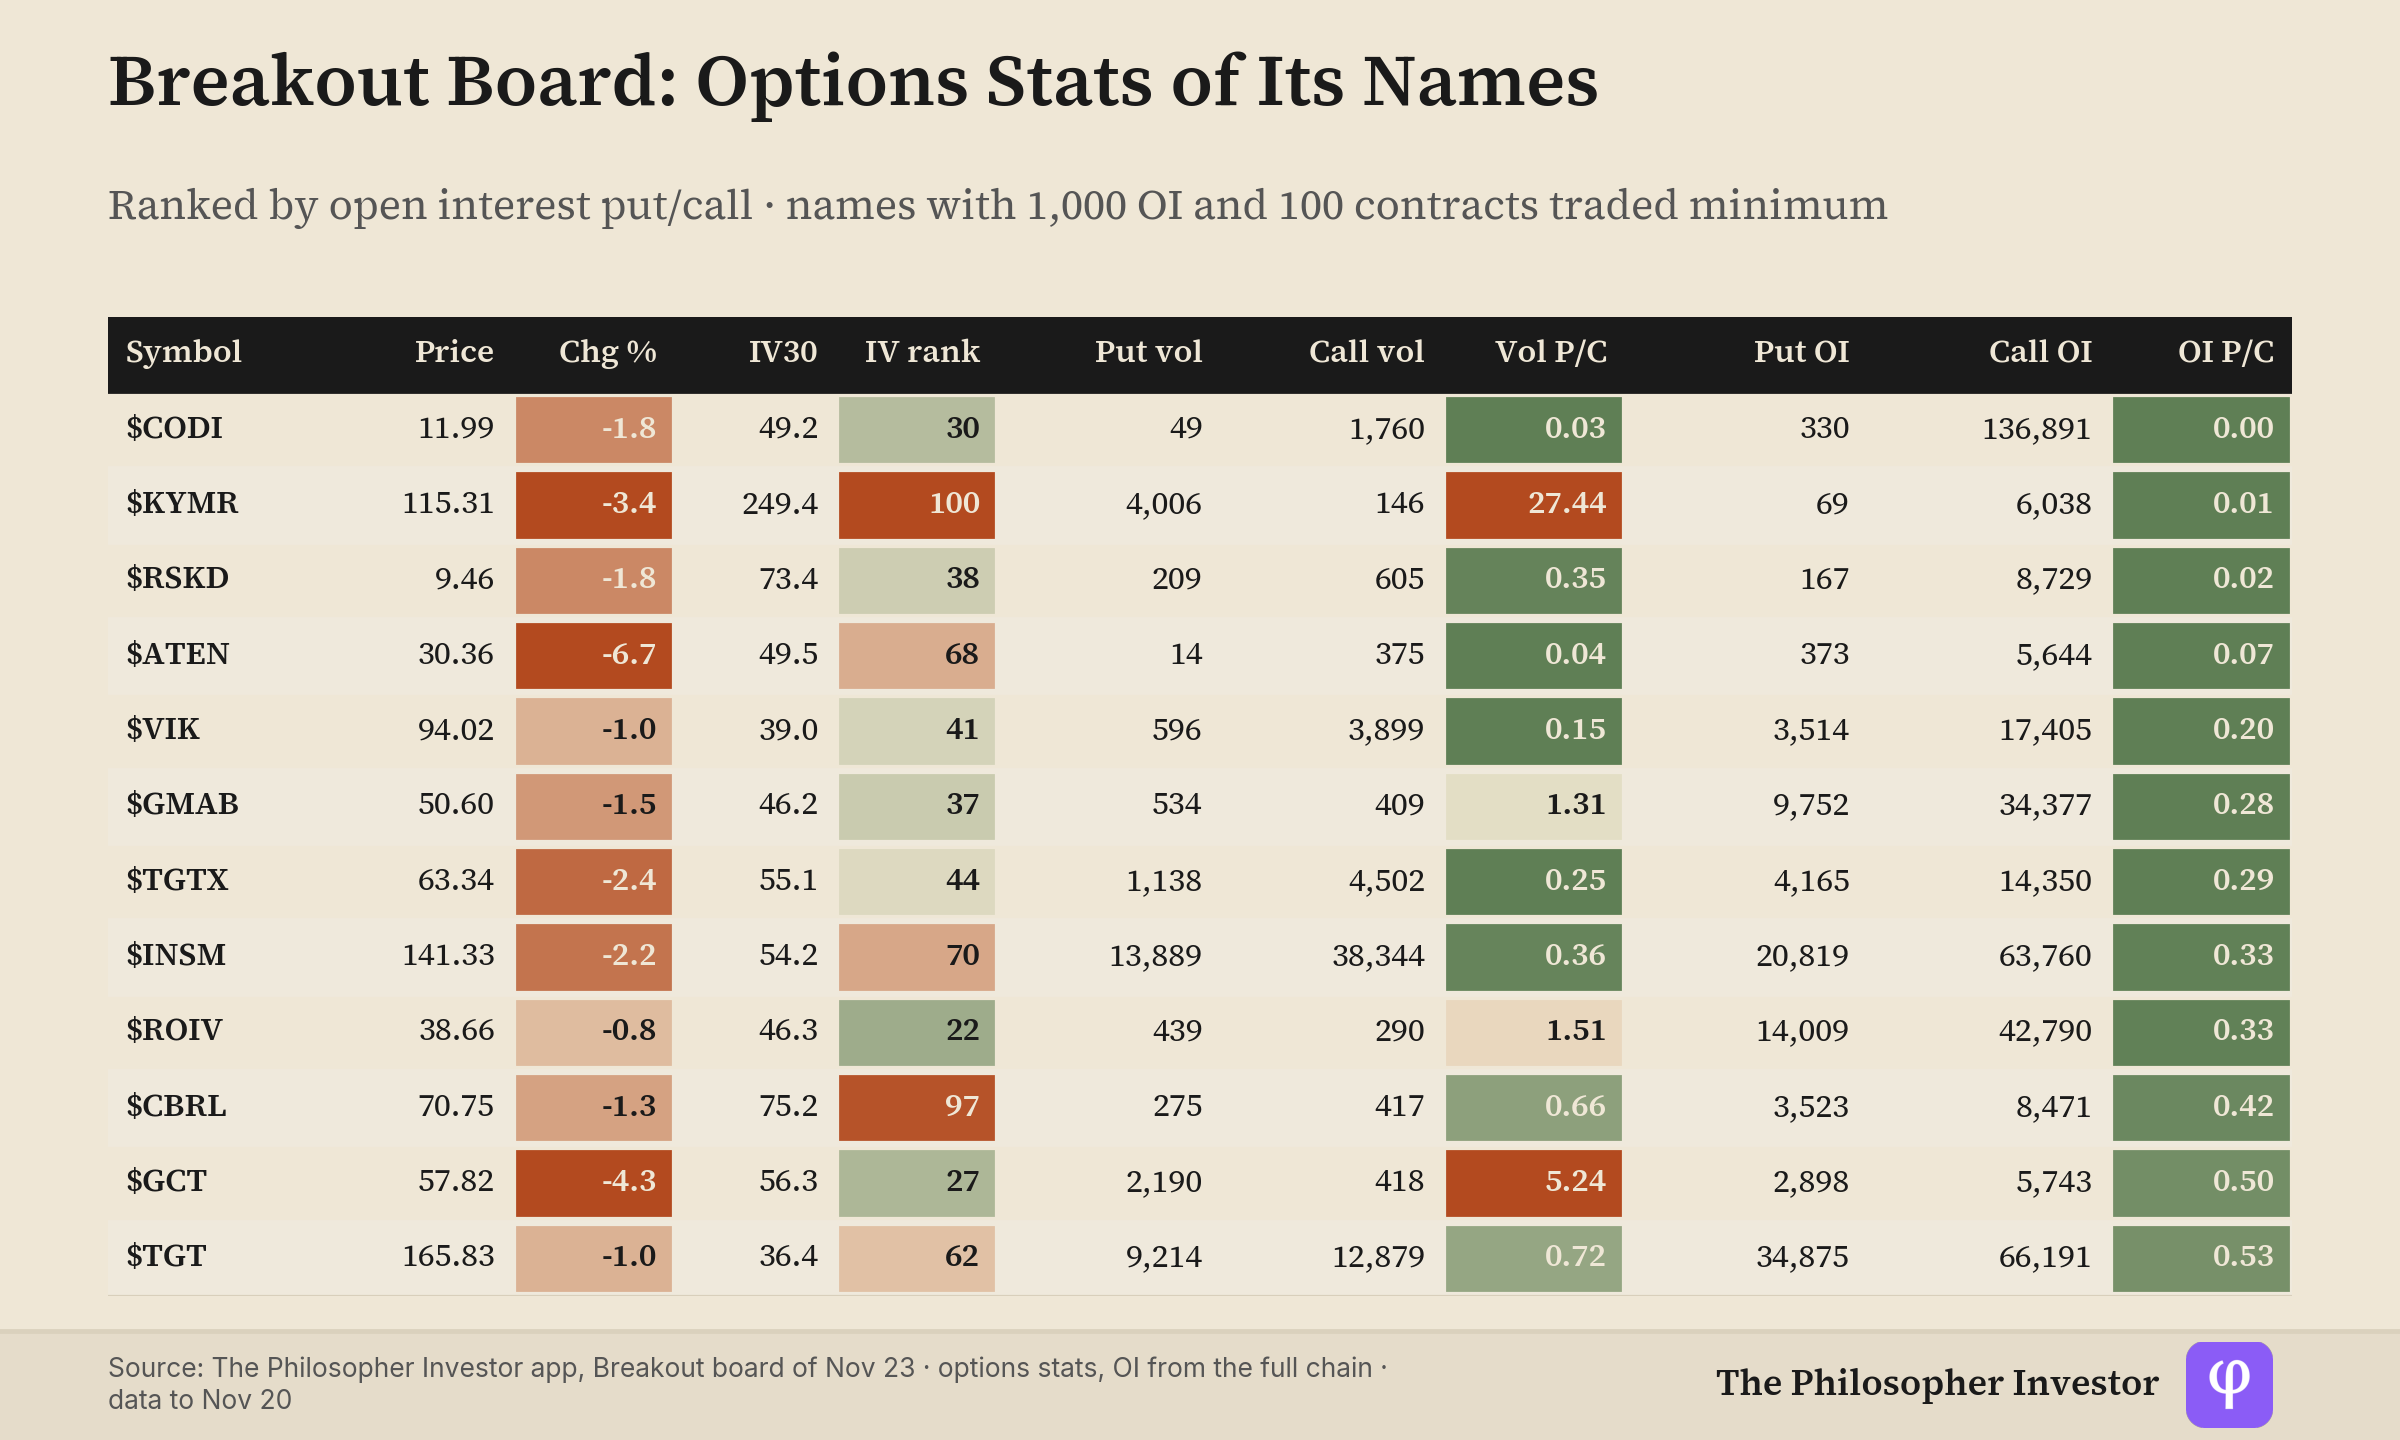 Breakout Board: Options Stats of Its Names
Ranked by open interest put/call · names with 1,000 OI and 100 contracts traded minimum
Symbol Price Chg % IV30 IV rank Put vol Call vol Vol P/C Put OI Call OI OI P/C
$CODI 11.99 -1.8 49.2 30 49 1,760 0.03 330 136,891 0.00
$KYMR 115.31 -3.4 249.4 100 4,006 146 27.44 69 6,038 0.01
$RSKD 9.46 -1.8 73.4 38 209 605 0.35 167 8,729 0.02
$ATEN 30.36 -6.7 49.5 68 14 375 0.04 373 5,644 0.07
$VIK 94.02 -1.0 39.0 41 596 3,899 0.15 3,514 17,405 0.20
$GMAB 50.60 -1.5 46.2 37 534 409 1.31 9,752 34,377 0.28
$TGTX 63.34 -2.4 55.1 44 1,138 4,502 0.25 4,165 14,350 0.29
$INSM 141.33 -2.2 54.2 70 13,889 38,344 0.36 20,819 63,760 0.33
$ROIV 38.66 -0.8 46.3 22 439 290 1.51 14,009 42,790 0.33
$CBRL 70.75 -1.3 75.2 97 275 417 0.66 3,523 8,471 0.42
$GCT 57.82 -4.3 56.3 27 2,190 418 5.24 2,898 5,743 0.50
$TGT 165.83 -1.0 36.4 62 9,214 12,879 0.72 34,875 66,191 0.53
Source: The Philosopher Investor app, Breakout board of Nov 23 · options stats, OI from the full chain ·
data to Nov 20
The Philosopher Investor φ